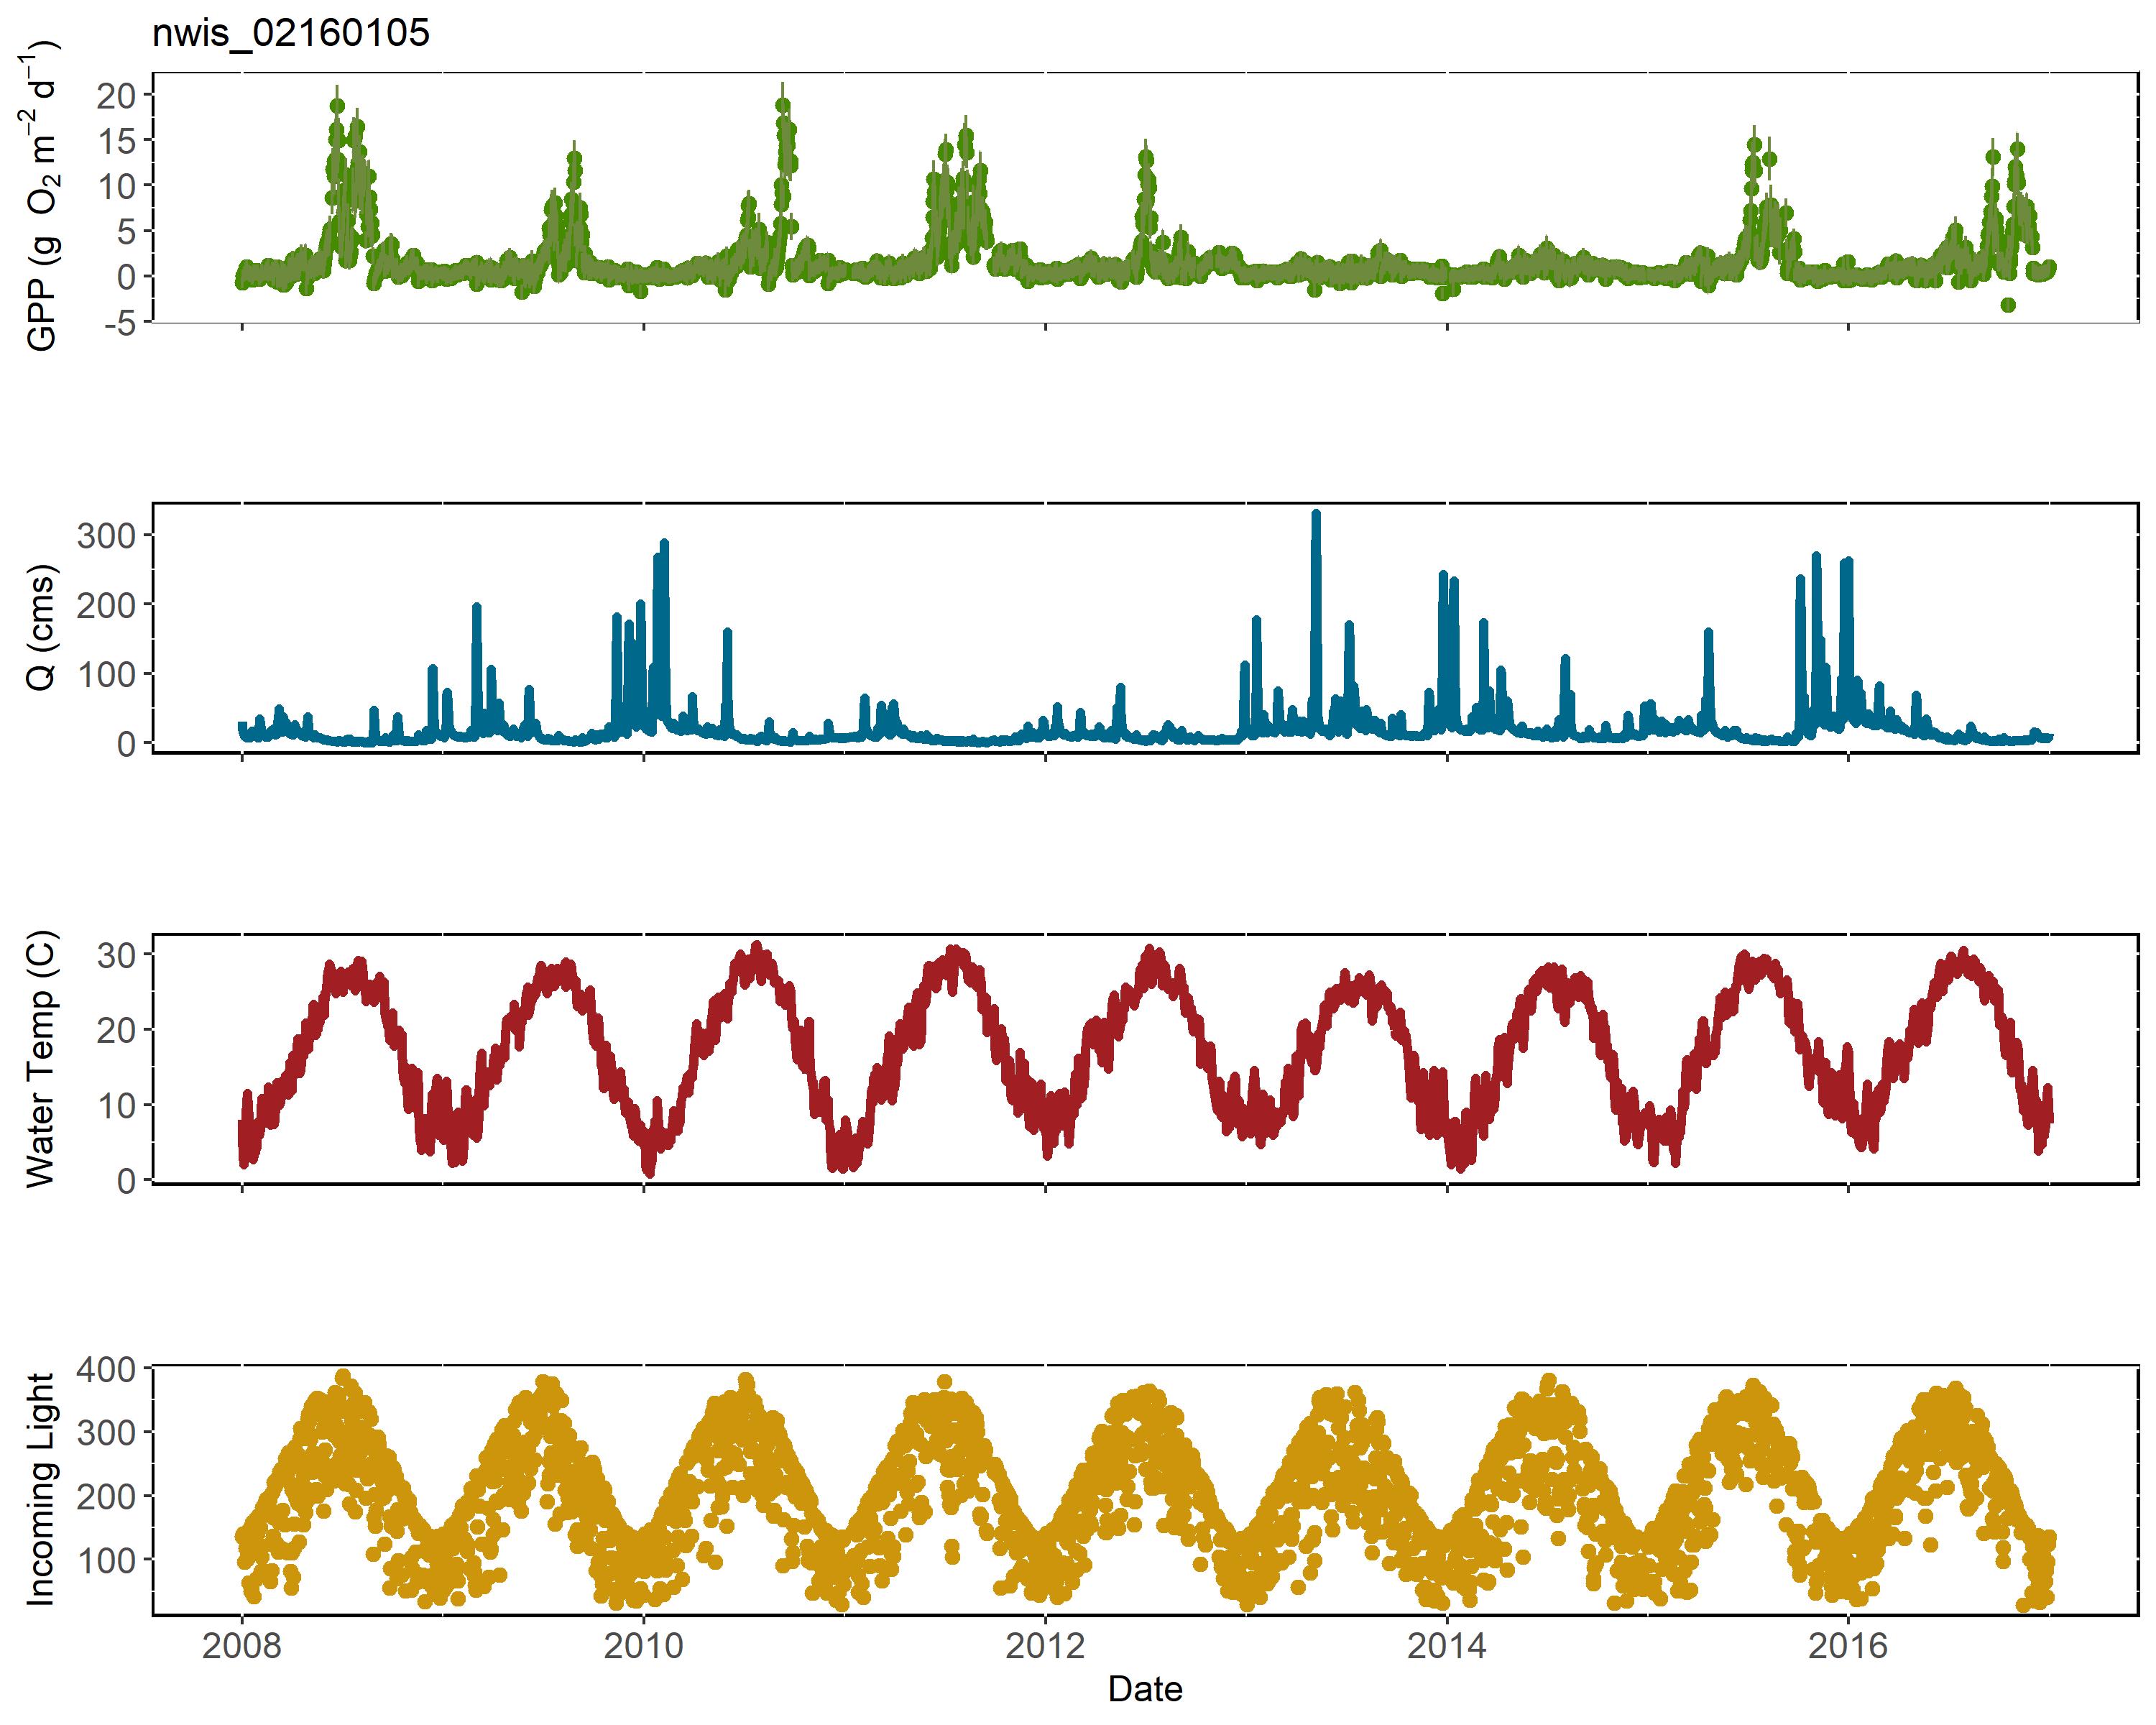 nwis_02160105
GPP (g O₂ m⁻² d⁻¹)
20
15
10
5
0
-5
Q (cms)
300
200
100
0
Water Temp (C)
30
20
10
0
Incoming Light
400
300
200
100
2008 2010 2012 2014 2016
Date